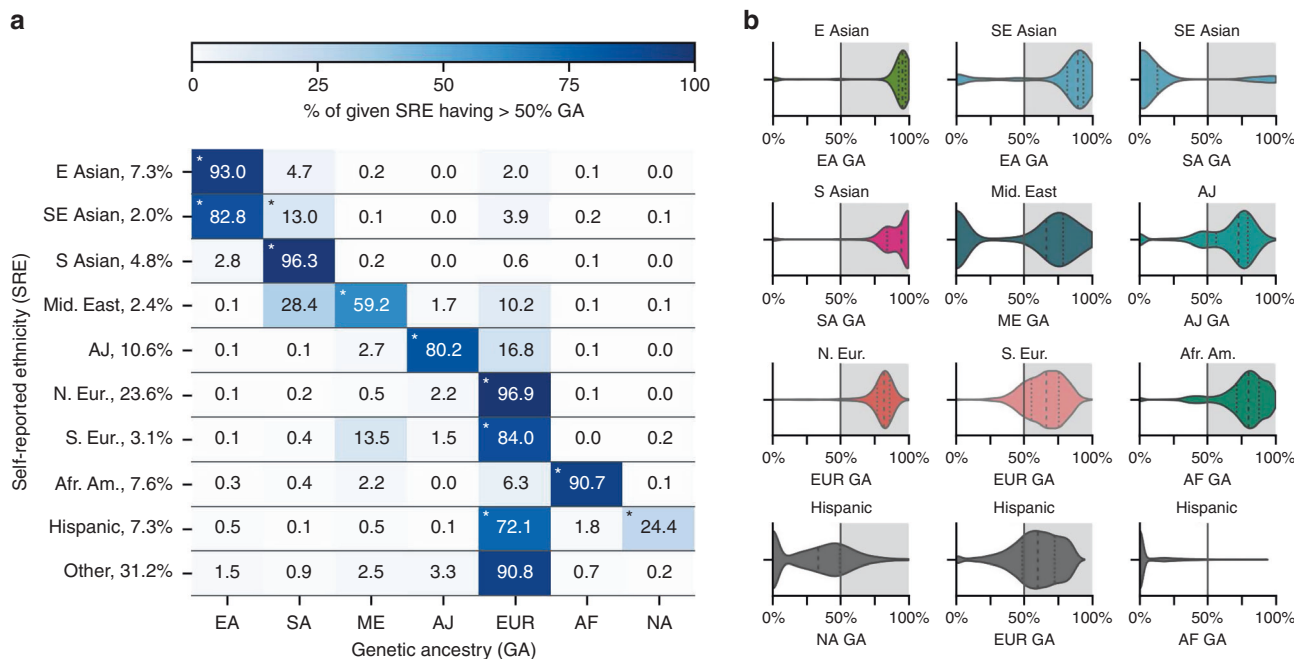 a
0 25 50 75 100
% of given SRE having > 50% GA
Self-reported ethnicity (SRE)
E Asian, 7.3% * 93.0 4.7 0.2 0.0 2.0 0.1 0.0
SE Asian, 2.0% 82.8 * 13.0 0.1 0.0 3.9 0.2 0.1
S Asian, 4.8% 2.8 * 96.3 0.2 0.0 0.6 0.1 0.0
Mid. East, 2.4% 0.1 28.4 * 59.2 1.7 10.2 0.1 0.1
AJ, 10.6% 0.1 0.1 2.7 * 80.2 16.8 0.1 0.0
N. Eur., 23.6% 0.1 0.2 0.5 2.2 * 96.9 0.1 0.0
S. Eur., 3.1% 0.1 0.4 13.5 1.5 * 84.0 0.0 0.2
Afr. Am., 7.6% 0.3 0.4 2.2 0.0 6.3 * 90.7 0.1
Hispanic, 7.3% 0.5 0.1 0.5 0.1 * 72.1 1.8 * 24.4
Other, 31.2% 1.5 0.9 2.5 3.3 90.8 0.7 0.2
EA SA ME AJ EUR AF NA
Genetic ancestry (GA)
b
E Asian SE Asian SE Asian
0% 100% 0% 100% 0% 100%
EA GA EA GA SA GA
S Asian Mid. East AJ
0% 100% 0% 100% 0% 100%
SA GA ME GA AJ GA
N. Eur. S. Eur. Afr. Am.
0% 100% 0% 100% 0% 100%
EUR GA EUR GA AF GA
Hispanic Hispanic Hispanic
0% 100% 0% 100% 0% 100%
NA GA EUR GA AF GA